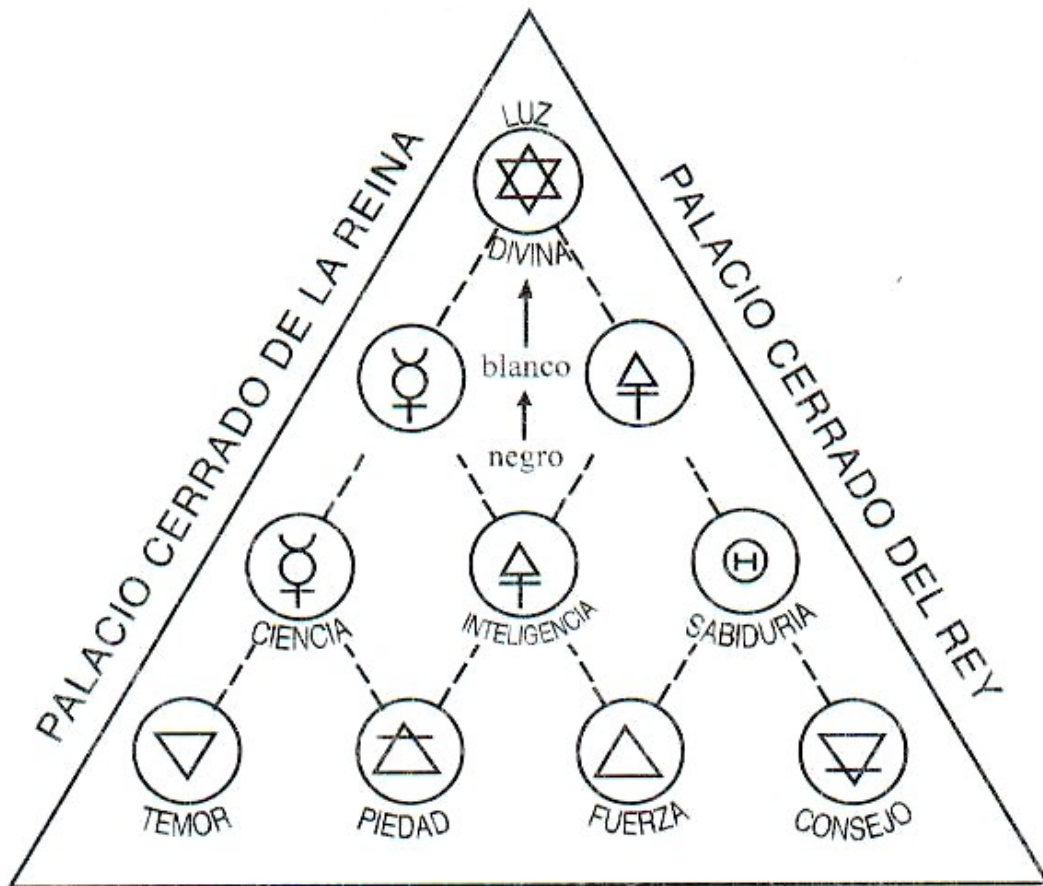 PALACIO CERRADO DE LA REINA
PALACIO CERRADO DEL REY
LUZ
DIVINA
blanco
negro
CIENCIA
INTELIGENCIA
SABIDURIA
TEMOR
PIEDAD
FUERZA
CONSEJO